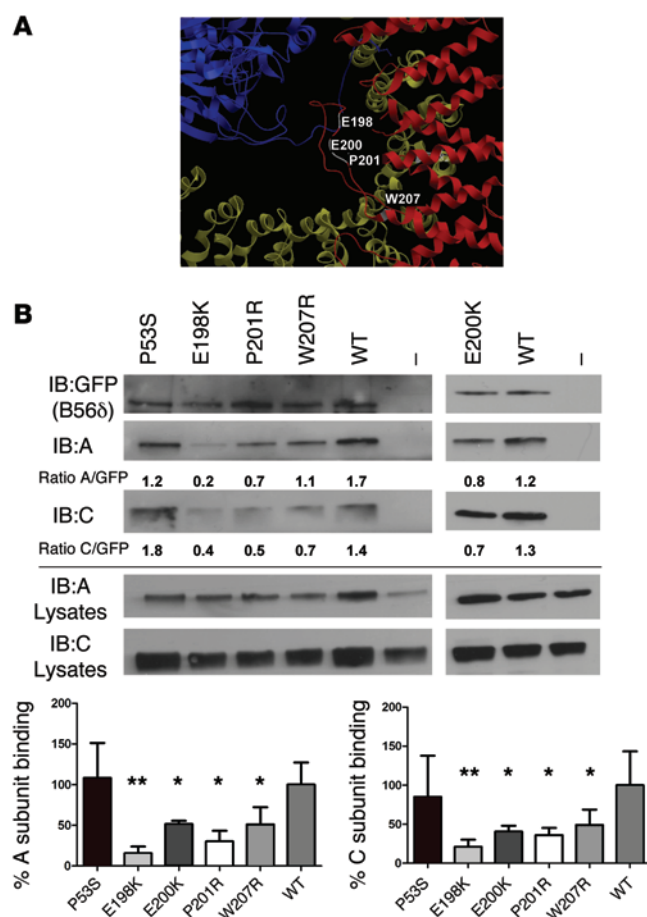 A
E198
E200
P201
W207
B
P53S E198K P201R W207R WT – E200K WT –
IB:GFP
(B56δ)
IB:A
Ratio A/GFP 1.2 0.2 0.7 1.1 1.7 0.8 1.2
IB:C
Ratio C/GFP 1.8 0.4 0.5 0.7 1.4 0.7 1.3
IB:A
Lysates
IB:C
Lysates
% A subunit binding
200
150
100
50
0
** * * *
P53S E198K E200K P201R W207R WT
% C subunit binding
200
150
100
50
0
** * * *
P53S E198K E200K P201R W207R WT